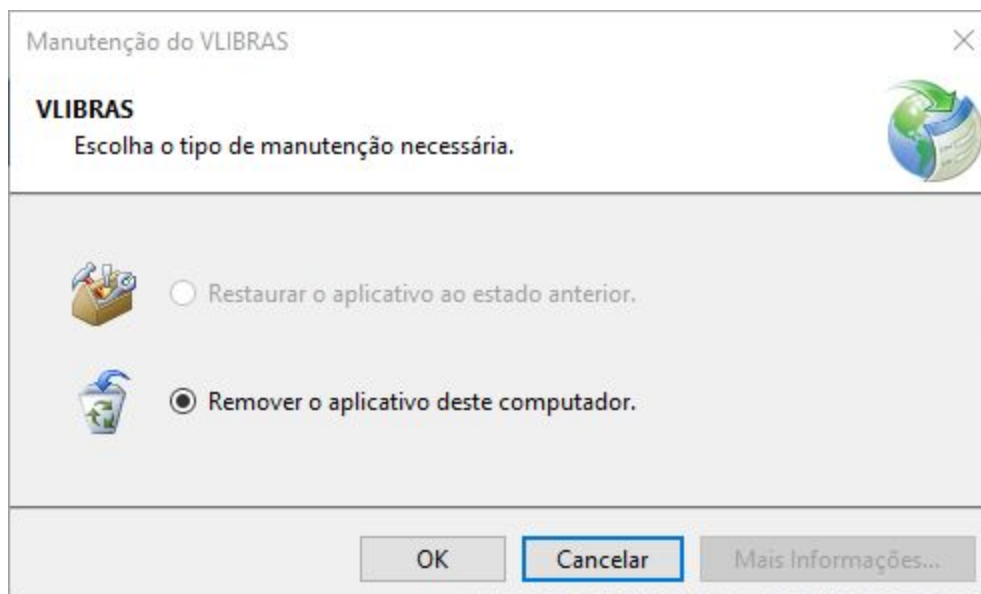 Manutenção do VLIBRAS
VLIBRAS
Escolha o tipo de manutenção necessária.
Restaurar o aplicativo ao estado anterior.
Remover o aplicativo deste computador.
OK
Cancelar
Mais Informações...